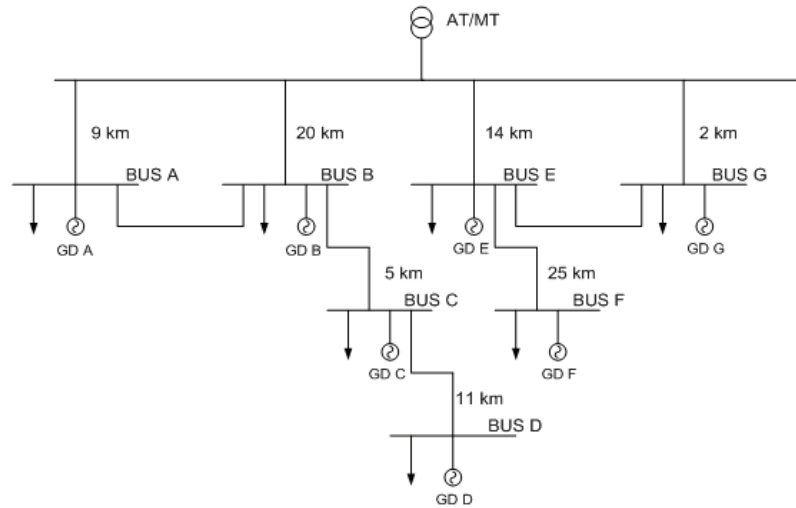 AT/MT
9 km
20 km
14 km
2 km
BUS A
BUS B
BUS E
BUS G
GD A
GD B
GD E
GD G
5 km
25 km
BUS C
BUS F
GD C
GD F
11 km
BUS D
GD D